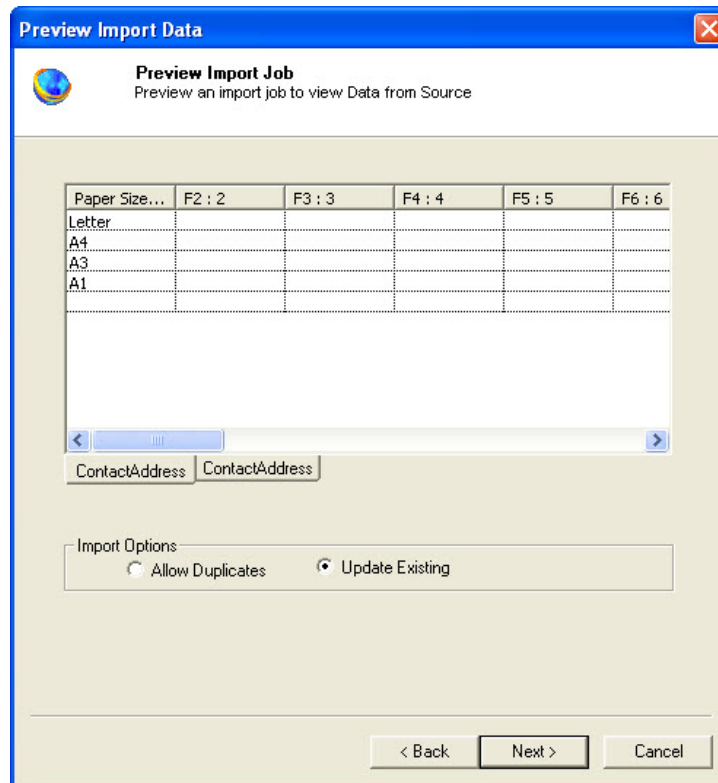 Preview Import Data
Preview Import Job
Preview an import job to view Data from Source
Paper Size... F2 : 2 F3 : 3 F4 : 4 F5 : 5 F6 : 6
Letter
A4
A3
A1
ContactAddress ContactAddress
Import Options
Allow Duplicates Update Existing
< Back Next > Cancel